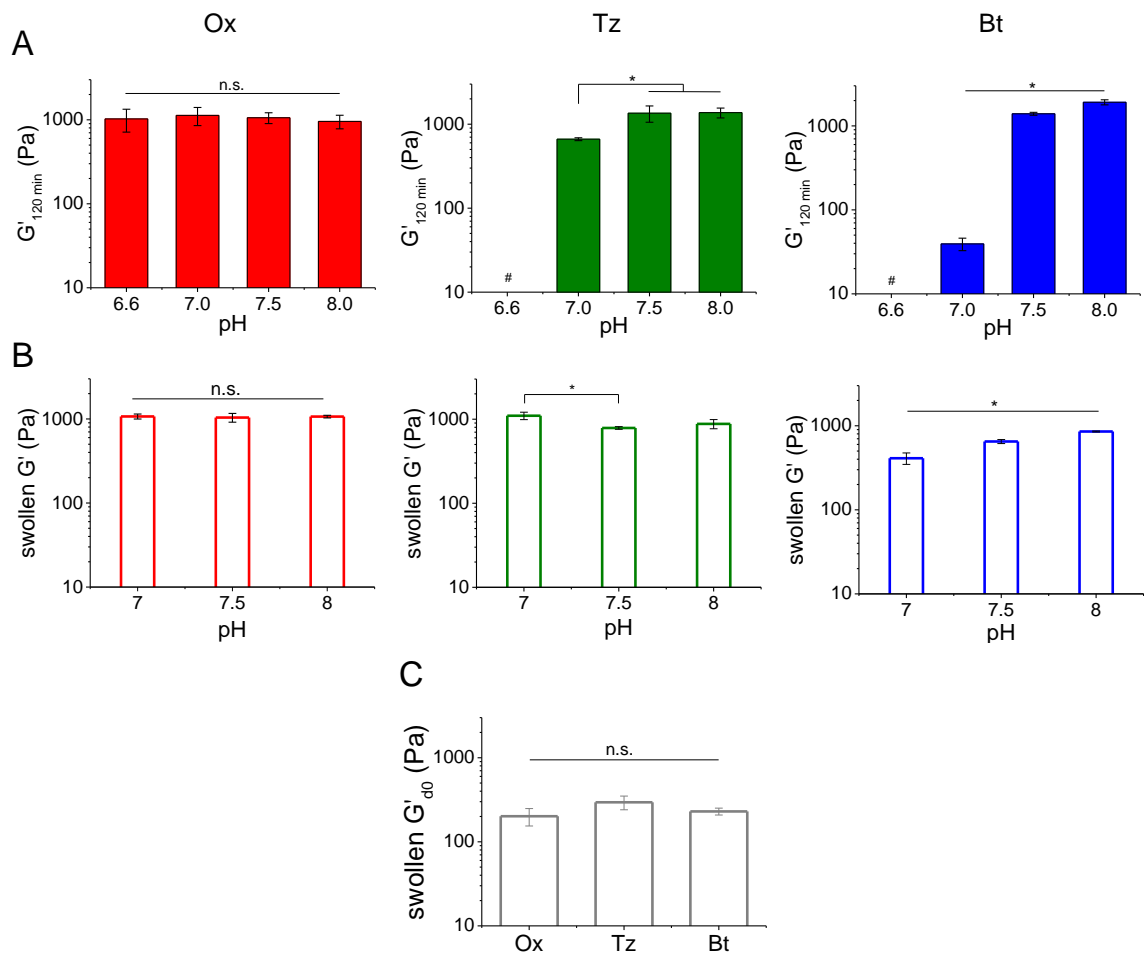 Ox Tz Bt
A
n.s.
G'120 min (Pa)
1000
100
10
6.6 7.0 7.5 8.0
pH
*
G'120 min (Pa)
1000
100
10
#
6.6 7.0 7.5 8.0
pH
*
G'120 min (Pa)
1000
100
10
#
6.6 7.0 7.5 8.0
pH
B
n.s.
swollen G' (Pa)
1000
100
10
7 7.5 8
pH
*
swollen G' (Pa)
1000
100
10
7 7.5 8
pH
*
swollen G' (Pa)
1000
100
10
7 7.5 8
pH
C
n.s.
swollen G'd0 (Pa)
1000
100
10
Ox Tz Bt